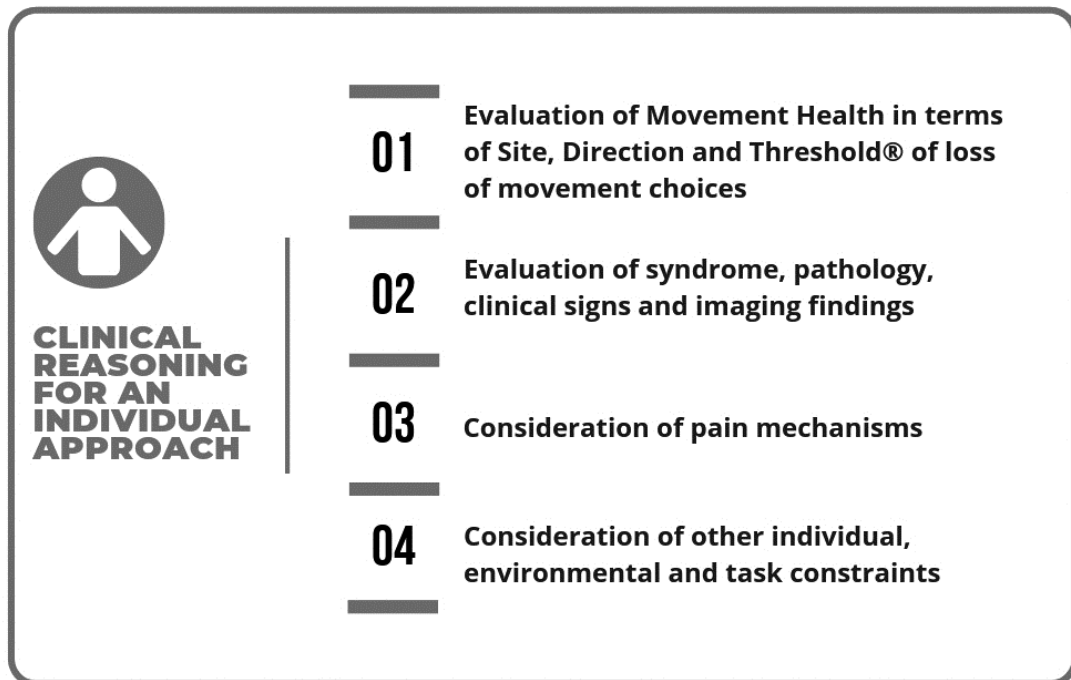 CLINICAL
REASONING
FOR AN
INDIVIDUAL
APPROACH
01
Evaluation of Movement Health in terms
of Site, Direction and Threshold® of loss
of movement choices
02
Evaluation of syndrome, pathology,
clinical signs and imaging findings
03
Consideration of pain mechanisms
04
Consideration of other individual,
environmental and task constraints